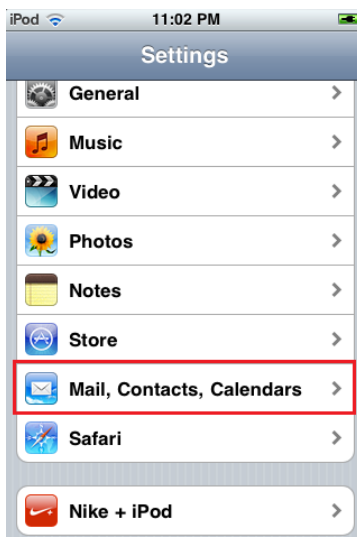 iPod 11:02 PM
Settings
General
Music
Video
Photos
Notes
Store
Mail, Contacts, Calendars
Safari
Nike + iPod